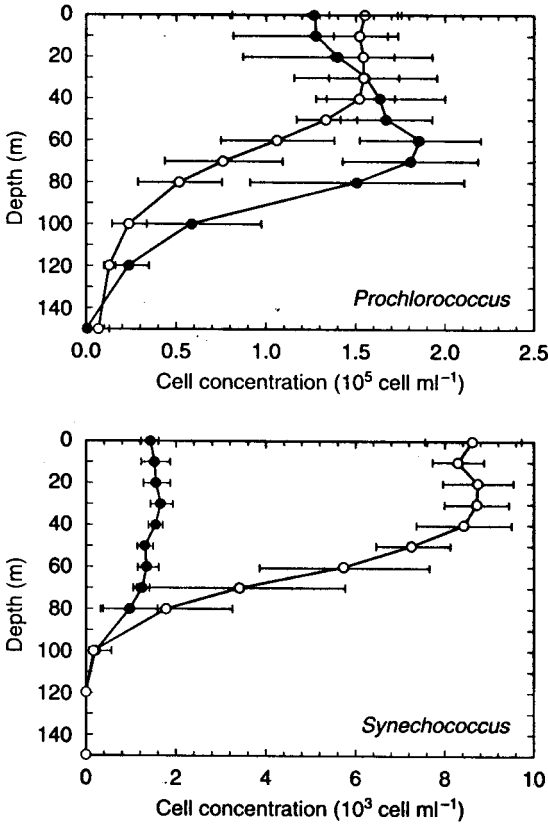 0
20
40
60
80
100
120
140
Depth (m)
Prochlorococcus
0.0 0.5 1.0 1.5 2.0 2.5
Cell concentration (10⁵ cell ml⁻¹)
0
20
40
60
80
100
120
140
Depth (m)
Synechococcus
0 2 4 6 8 10
Cell concentration (10³ cell ml⁻¹)